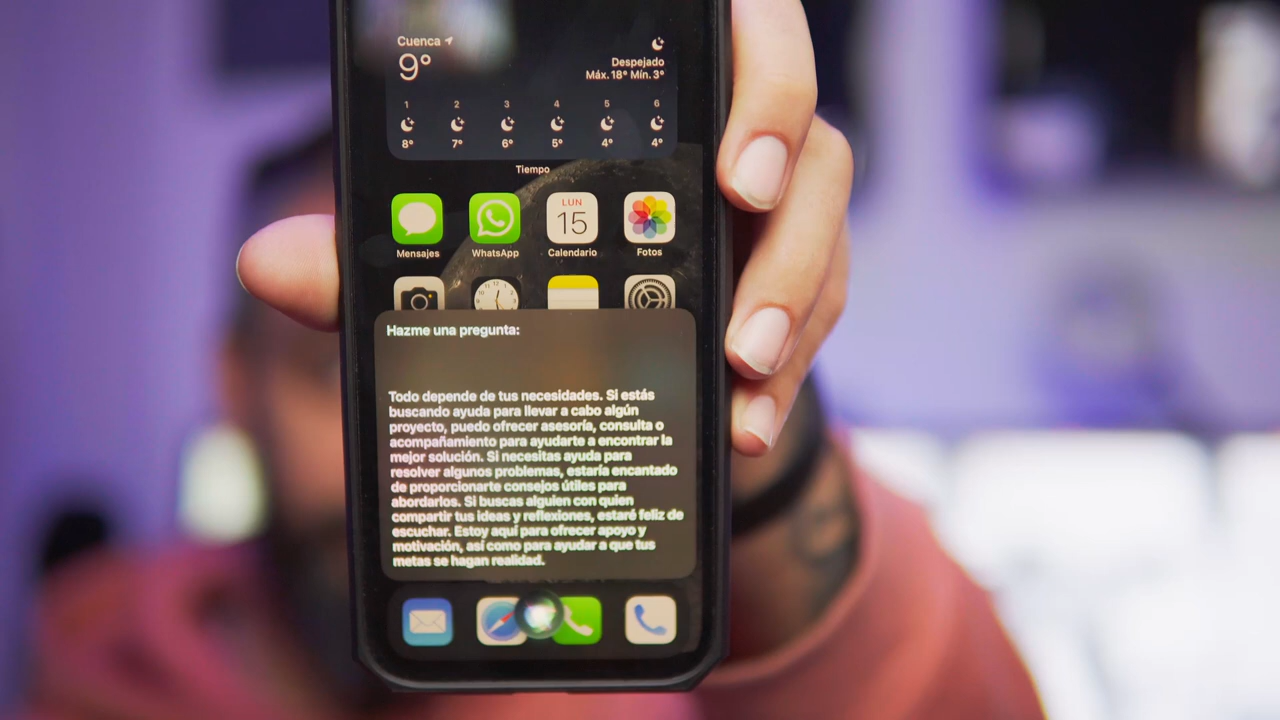 Cuenca
9°
Despejado
Máx. 18° Mín. 3°
1 2 3 4 5 6
8° 7° 6° 5° 4° 4°
Tiempo
LUN
15
Mensajes WhatsApp Calendario Fotos
12
Hazme una pregunta:
Todo depende de tus necesidades. Si estás
buscando ayuda para llevar a cabo algún
proyecto, puedo ofrecer asesoría, consulta o
acompañamiento para ayudarte a encontrar la
mejor solución. Si necesitas ayuda para
resolver algunos problemas, estaría encantado
de proporcionarte consejos útiles para
abordarlos. Si buscas alguien con quien
compartir tus ideas y reflexiones, estaré feliz de
escuchar. Estoy aquí para ofrecer apoyo y
motivación, así como para ayudar a que tus
metas se hagan realidad.